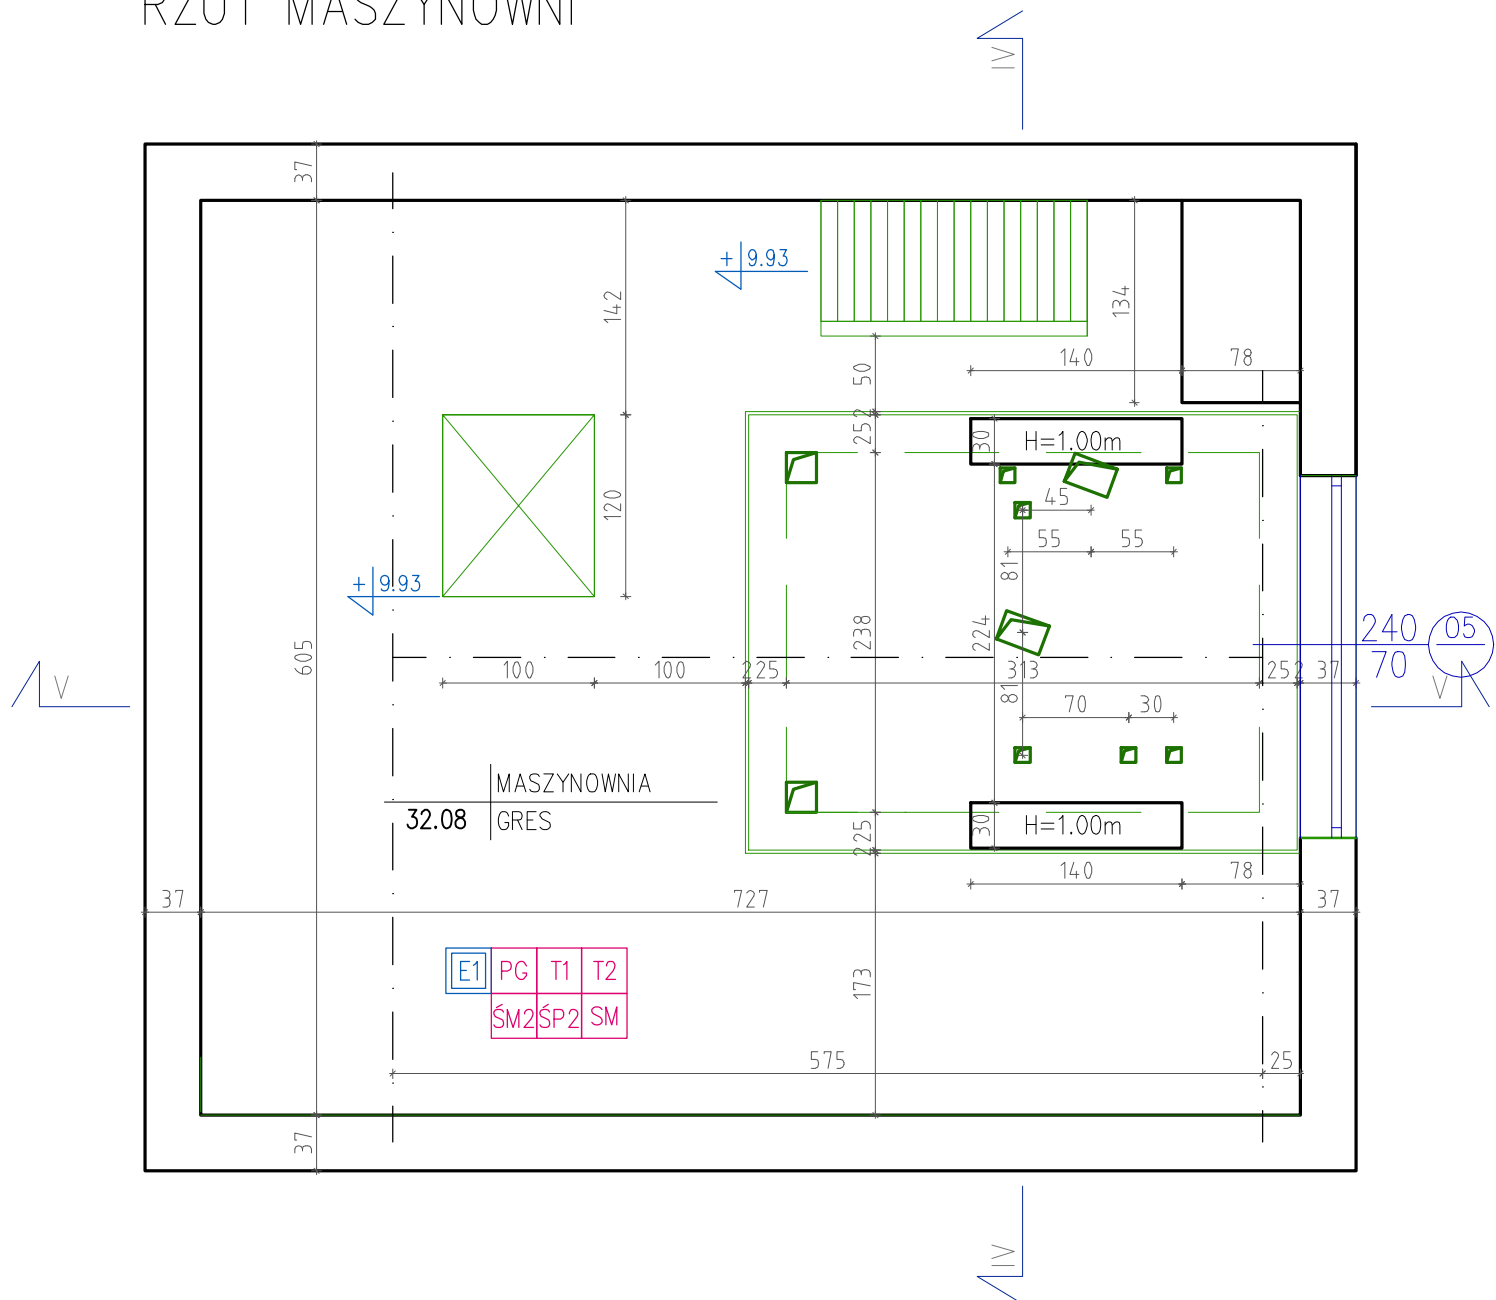 RZUT MASZYNOWNI
IV
37
+ 9.93
142
134
140
78
50
252
30
H=1.00m
45
120
55
55
81
+ 9.93
605
238
224
240
05
70
V
100
100
225
313
252
37
V
81
70
30
MASZYNOWNIA
32.08
GRES
225
30
H=1.00m
140
78
37
727
37
E1
PG
T1
T2
173
ŚM2
ŚP2
SM
575
25
37
IV